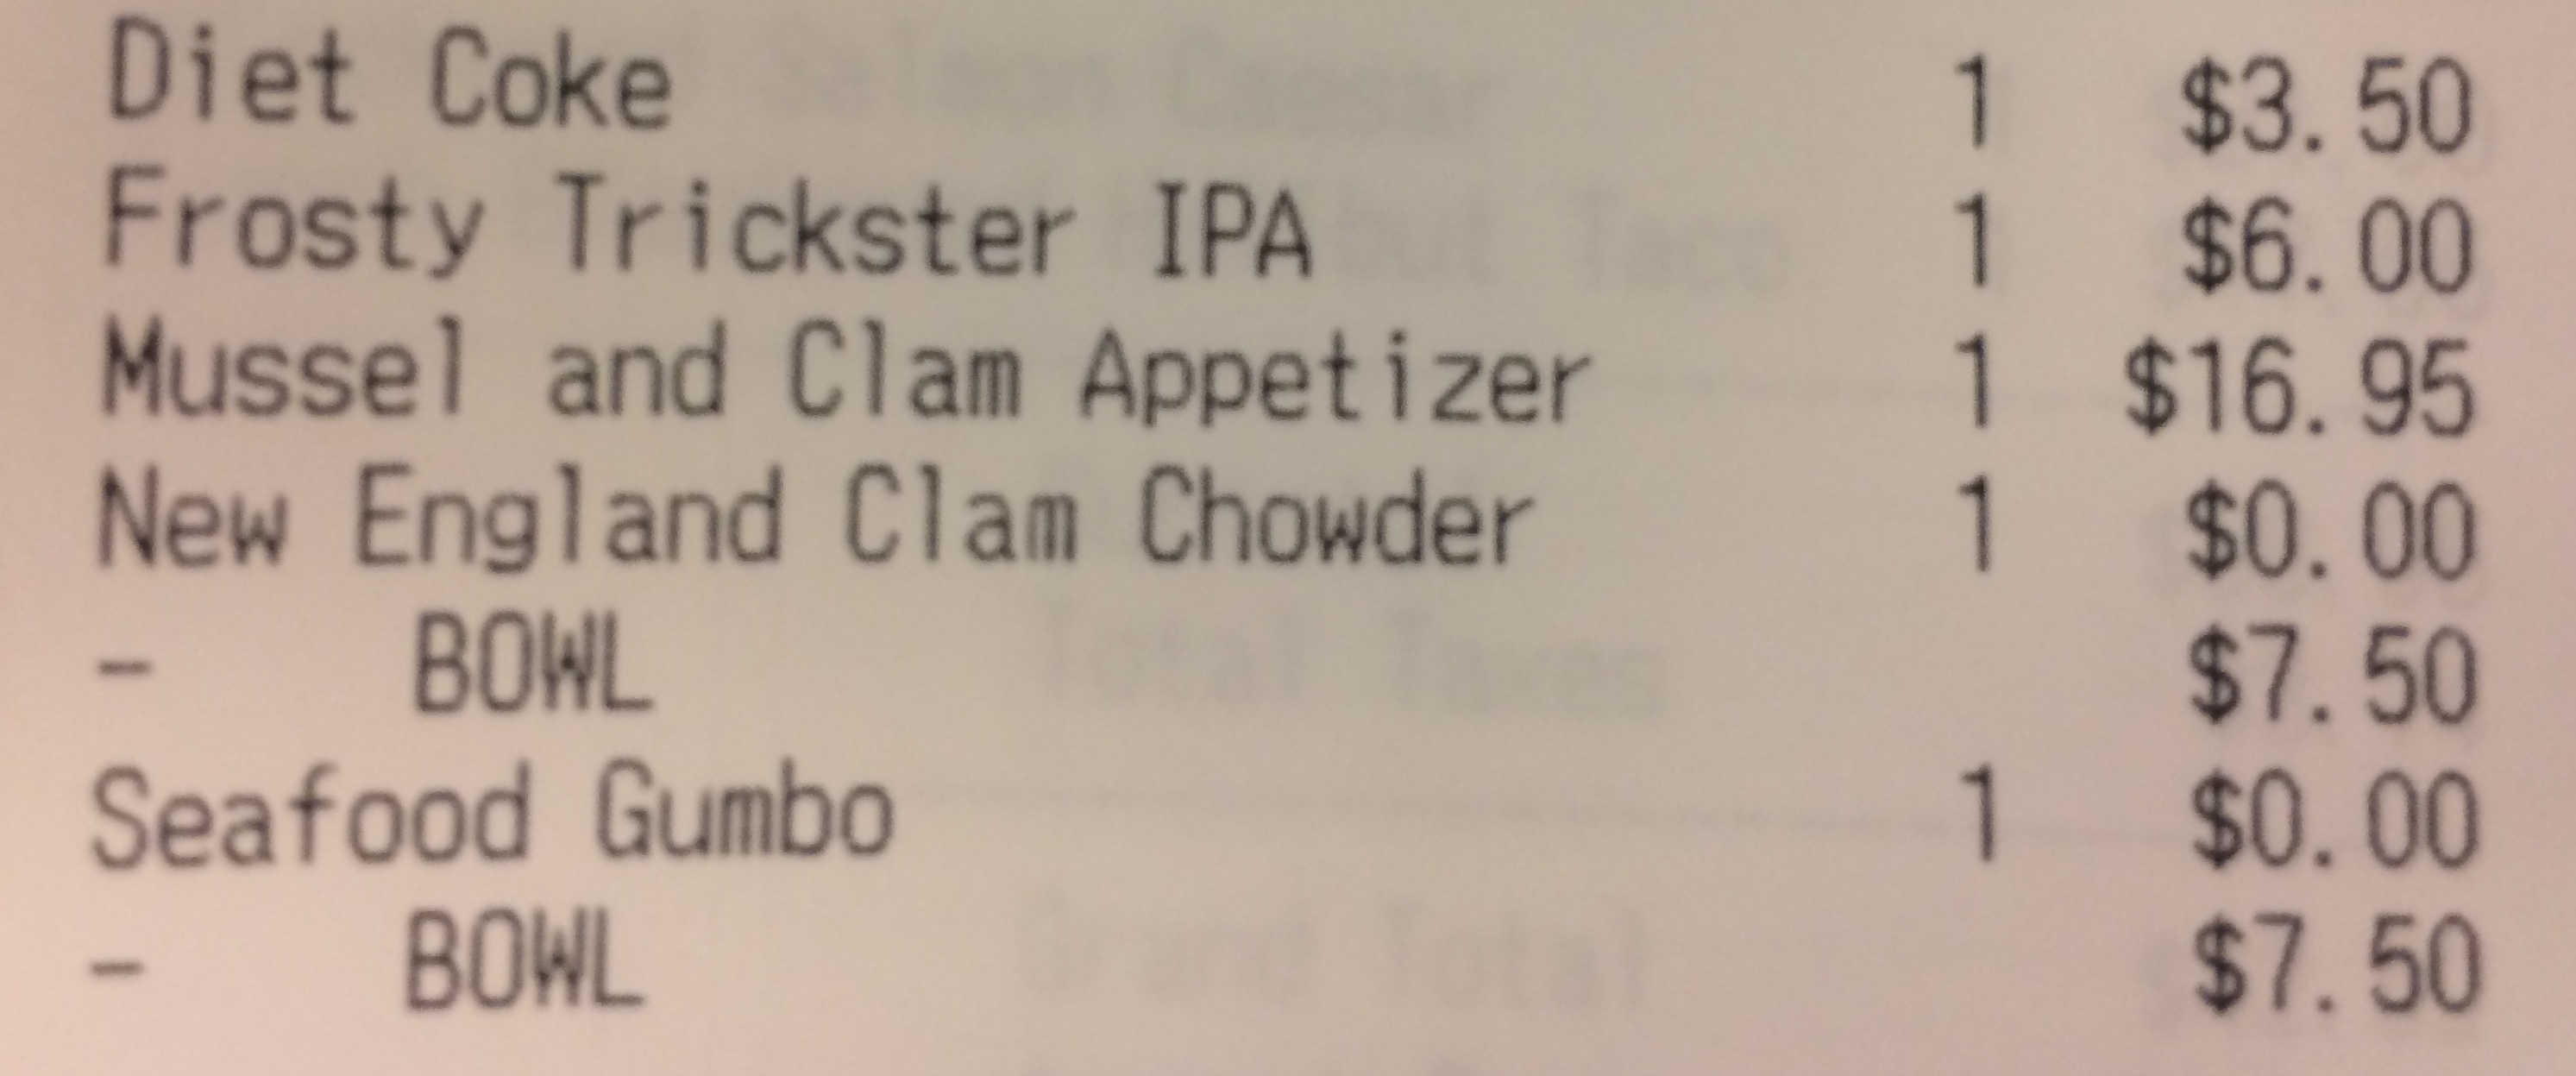 Diet Coke 1 $3.50
Frosty Trickster IPA 1 $6.00
Mussel and Clam Appetizer 1 $16.95
New England Clam Chowder 1 $0.00
- BOWL $7.50
Seafood Gumbo 1 $0.00
- BOWL $7.50